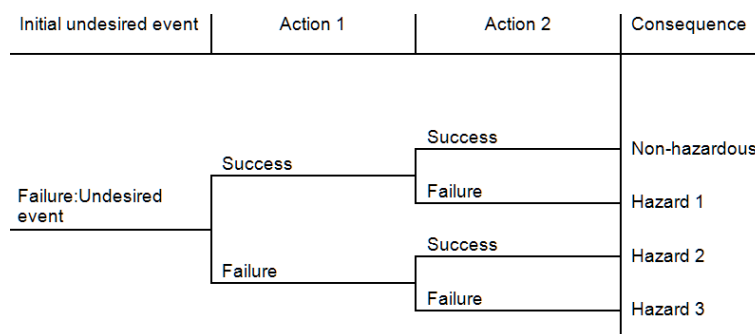 Initial undesired event
Action 1
Action 2
Consequence
Success
Non-hazardous
Success
Failure
Hazard 1
Failure:Undesired
event
Success
Hazard 2
Failure
Failure
Hazard 3